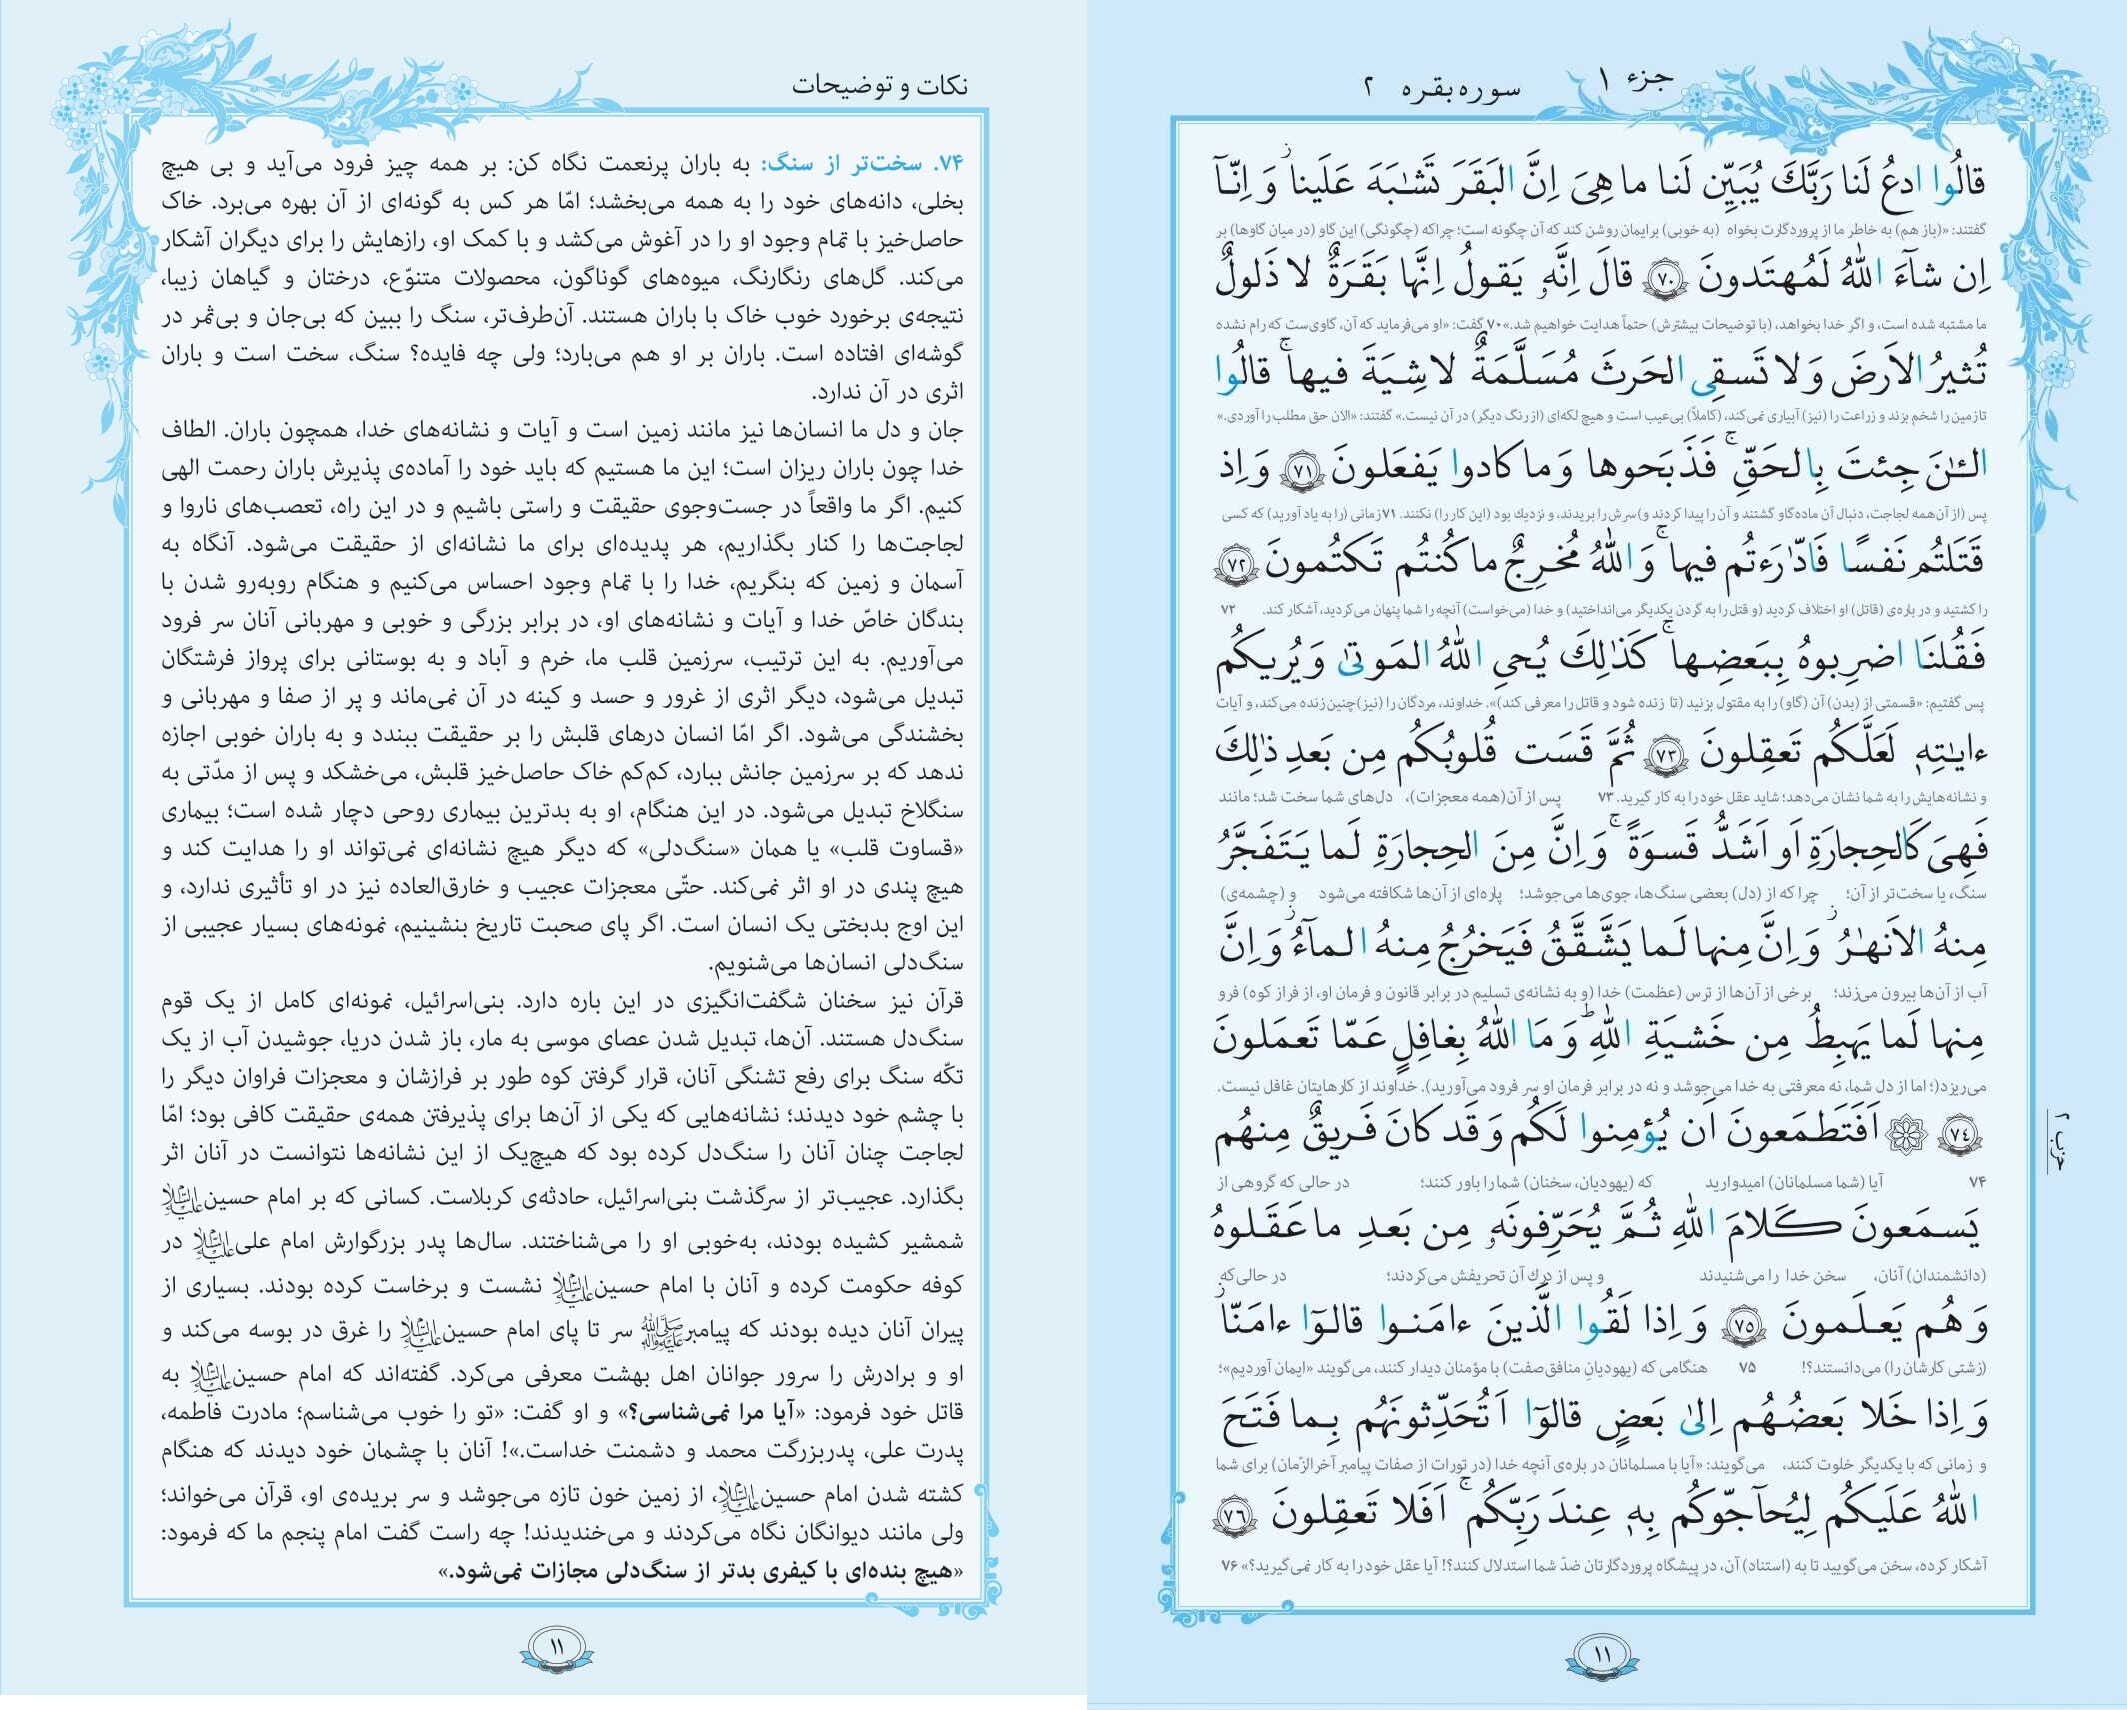 جزء ۱
سوره بقره ۲
قالُوا ادعُ لَنا رَبَّكَ يُبَيِّن لَنا ما هِىَ اِنَّ البَقَرَ تَشٰبَهَ عَلَينا وَ اِنّآ
گفتند: «(باز هم) به خاطر ما از پروردگارت بخواه (به خوبی) برایمان روشن کند که آن چگونه است؛ چراکه (چگونگی) این گاو (در میان گاوها) بر
اِن شآءَ اللّٰهُ لَمُهتَدونَ ﴿٧٠﴾ قالَ اِنَّهٗ يَقولُ اِنَّها بَقَرَةٌ لا ذَلولٌ
ما مشتبه شده است، و اگر خدا بخواهد، (با توضیحات بیشترش) حتماً هدایت خواهیم شد.» ۷۰ گفت: «او می‌فرماید که آن، گاوی‌ست که رام نشده
تُثيرُ الاَرضَ وَ لا تَسقِى الحَرثَ مُسَلَّمَةٌ لا شِيَةَ فيها ۚ قالُوا
تا زمین را شخم بزند و زراعت را (نیز) آبیاری نمی‌کند، (کاملاً) بی‌عیب است و هیچ لکه‌ای (از رنگ دیگر) در آن نیست.» گفتند: «الان حق مطلب را آوردی.»
الـٰٔنَ جِئتَ بِالحَقِّ ۚ فَذَبَحوها وَ ما كادوا يَفعَلونَ ﴿٧١﴾ وَ اِذ
پس (از آن‌همه لجاجت، دنبال آن ماده‌گاو گشتند و آن را پیدا کردند و) سرش را بریدند، و نزدیک بود (این کار را) نکنند. ۷۱ زمانی (را به یاد آورید) که کسی
قَتَلتُم نَفسًا فَادّٰرَءتُم فيها ۚ وَ اللّٰهُ مُخرِجٌ ما كُنتُم تَكتُمونَ ﴿٧٢﴾
را کشتید و در باره‌ی (قاتل) او اختلاف کردید (و قتل را به گردن یکدیگر می‌انداختید) و خدا (می‌خواست) آنچه را شما پنهان می‌کردید، آشکار کند. ۷۲
فَقُلنَا اضرِبوهُ بِبَعضِها ۚ كَذٰلِكَ يُحىِ اللّٰهُ المَوتىٰ وَ يُريكُم
پس گفتیم: «قسمتی از (بدن) آن (گاو) را به مقتول بزنید (تا زنده شود و قاتل را معرفی کند)». خداوند، مردگان را (نیز) چنین زنده می‌کند، و آیات
ءايٰتِهٖ لَعَلَّكُم تَعقِلونَ ﴿٧٣﴾ ثُمَّ قَسَت قُلوبُكُم مِن بَعدِ ذٰلِكَ
و نشانه‌هایش را به شما نشان می‌دهد؛ شاید عقل خود را به کار گیرید. ۷۳ پس از آن (همه معجزات)، دل‌های شما سخت شد؛ مانند
فَهِىَ كَالحِجارَةِ اَو اَشَدُّ قَسوَةً ۚ وَ اِنَّ مِنَ الحِجارَةِ لَما يَتَفَجَّرُ
سنگ، یا سخت‌تر از آن؛ چرا که از (دل) بعضی سنگ‌ها، جوی‌ها می‌جوشد؛ پاره‌ای از آن‌ها شکافته می‌شود و (چشمه‌ی)
مِنهُ الاَنهٰرُ وَ اِنَّ مِنها لَما يَشَّقَّقُ فَيَخرُجُ مِنهُ المآءُ وَ اِنَّ
آب از آن‌ها بیرون می‌زند؛ برخی از آن‌ها از ترس (عظمت) خدا (و به نشانه‌ی تسلیم در برابر قانون و فرمان او، از فراز کوه) فرو
مِنها لَما يَهبِطُ مِن خَشيَةِ اللّٰهِ ؕ وَ مَا اللّٰهُ بِغافِلٍ عَمّا تَعمَلونَ
می‌ریزد؛ (اما از دل شما، نه معرفتی به خدا می‌جوشد و نه در برابر فرمان او سر فرود می‌آورید). خداوند از کارهایتان غافل نیست.
﴿٧٤﴾ ۞ اَفَتَطمَعونَ اَن يُؤمِنوا لَكُم وَ قَد كانَ فَريقٌ مِنهُم
۷۴ آیا (شما مسلمانان) امیدوارید که (یهودیان، سخنان) شما را باور کنند؛ در حالی که گروهی از
حزب ۲
يَسمَعونَ كَلامَ اللّٰهِ ثُمَّ يُحَرِّفونَهٗ مِن بَعدِ ما عَقَلوهُ
(دانشمندان) آنان، سخن خدا را می‌شنیدند و پس از درک آن تحریفش می‌کردند؛ در حالی‌که
وَ هُم يَعلَمونَ ﴿٧٥﴾ وَ اِذا لَقُوا الَّذينَ ءامَنوا قالوٓا ءامَنّا
(زشتی کارشان را) می‌دانستند؟! ۷۵ هنگامی که (یهودیانِ منافق‌صفت) با مؤمنان دیدار کنند، می‌گویند «ایمان آوردیم»؛
وَ اِذا خَلا بَعضُهُم اِلىٰ بَعضٍ قالوٓا اَتُحَدِّثونَهُم بِما فَتَحَ
و زمانی که با یکدیگر خلوت کنند، می‌گویند: «آیا با مسلمانان در باره‌ی آنچه خدا (در تورات از صفات پیامبر آخرالزّمان) برای شما
اللّٰهُ عَلَيكُم لِيُحآجّوكُم بِهٖ عِندَ رَبِّكُم ۚ اَفَلا تَعقِلونَ ﴿٧٦﴾
آشکار کرده، سخن می‌گویید تا به (استناد) آن، در پیشگاه پروردگارتان ضدّ شما استدلال کنند؟! آیا عقل خود را به کار نمی‌گیرید؟» ۷۶
۱۱
نکات و توضیحات
۷۴. سخت‌تر از سنگ: به باران پرنعمت نگاه کن: بر همه چیز فرود می‌آید و بی هیچ
بخلی، دانه‌های خود را به همه می‌بخشد؛ امّا هر کس به گونه‌ای از آن بهره می‌برد. خاک
حاصل‌خیز با تمام وجود او را در آغوش می‌کشد و با کمک او، رازهایش را برای دیگران آشکار
می‌کند. گل‌های رنگارنگ، میوه‌های گوناگون، محصولات متنوّع، درختان و گیاهان زیبا،
نتیجه‌ی برخورد خوب خاک با باران هستند. آن‌طرف‌تر، سنگ را ببین که بی‌جان و بی‌ثمر در
گوشه‌ای افتاده است. باران بر او هم می‌بارد؛ ولی چه فایده؟ سنگ، سخت است و باران
اثری در آن ندارد.
جان و دل ما انسان‌ها نیز مانند زمین است و آیات و نشانه‌های خدا، همچون باران. الطاف
خدا چون باران ریزان است؛ این ما هستیم که باید خود را آماده‌ی پذیرش باران رحمت الهی
کنیم. اگر ما واقعاً در جست‌وجوی حقیقت و راستی باشیم و در این راه، تعصب‌های ناروا و
لجاجت‌ها را کنار بگذاریم، هر پدیده‌ای برای ما نشانه‌ای از حقیقت می‌شود. آنگاه به
آسمان و زمین که بنگریم، خدا را با تمام وجود احساس می‌کنیم و هنگام روبه‌رو شدن با
بندگان خاصّ خدا و آیات و نشانه‌های او، در برابر بزرگی و خوبی و مهربانی آنان سر فرود
می‌آوریم. به این ترتیب، سرزمین قلب ما، خرم و آباد و به بوستانی برای پرواز فرشتگان
تبدیل می‌شود، دیگر اثری از غرور و حسد و کینه در آن نمی‌ماند و پر از صفا و مهربانی و
بخشندگی می‌شود. اگر امّا انسان درهای قلبش را بر حقیقت ببندد و به باران خوبی اجازه
ندهد که بر سرزمین جانش ببارد، کم‌کم خاک حاصل‌خیز قلبش، می‌خشکد و پس از مدّتی به
سنگلاخ تبدیل می‌شود. در این هنگام، او به بدترین بیماری روحی دچار شده است؛ بیماری
«قساوت قلب» یا همان «سنگ‌دلی» که دیگر هیچ نشانه‌ای نمی‌تواند او را هدایت کند و
هیچ پندی در او اثر نمی‌کند. حتّی معجزات عجیب و خارق‌العاده نیز در او تأثیری ندارد، و
این اوج بدبختی یک انسان است. اگر پای صحبت تاریخ بنشینیم، نمونه‌های بسیار عجیبی از
سنگ‌دلی انسان‌ها می‌شنویم.
قرآن نیز سخنان شگفت‌انگیزی در این باره دارد. بنی‌اسرائیل، نمونه‌ای کامل از یک قوم
سنگ‌دل هستند. آن‌ها، تبدیل شدن عصای موسی به مار، باز شدن دریا، جوشیدن آب از یک
تکّه سنگ برای رفع تشنگی آنان، قرار گرفتن کوه طور بر فرازشان و معجزات فراوان دیگر را
با چشم خود دیدند؛ نشانه‌هایی که یکی از آن‌ها برای پذیرفتن همه‌ی حقیقت کافی بود؛ امّا
لجاجت چنان آنان را سنگ‌دل کرده بود که هیچ‌یک از این نشانه‌ها نتوانست در آنان اثر
بگذارد. عجیب‌تر از سرگذشت بنی‌اسرائیل، حادثه‌ی کربلاست. کسانی که بر امام حسین علیه‌السلام
شمشیر کشیده بودند، به‌خوبی او را می‌شناختند. سال‌ها پدر بزرگوارش امام علی علیه‌السلام در
کوفه حکومت کرده و آنان با امام حسین علیه‌السلام نشست و برخاست کرده بودند. بسیاری از
پیران آنان دیده بودند که پیامبر ﷺ سر تا پای امام حسین علیه‌السلام را غرق در بوسه می‌کند و
او و برادرش را سرور جوانان اهل بهشت معرفی می‌کرد. گفته‌اند که امام حسین علیه‌السلام به
قاتل خود فرمود: «آیا مرا نمی‌شناسی؟» و او گفت: «تو را خوب می‌شناسم؛ مادرت فاطمه،
پدرت علی، پدربزرگت محمد و دشمنت خداست.»! آنان با چشمان خود دیدند که هنگام
کشته شدن امام حسین علیه‌السلام، از زمین خون تازه می‌جوشد و سر بریده‌ی او، قرآن می‌خواند؛
ولی مانند دیوانگان نگاه می‌کردند و می‌خندیدند! چه راست گفت امام پنجم ما که فرمود:
«هیچ بنده‌ای با کیفری بدتر از سنگ‌دلی مجازات نمی‌شود.»
۱۱